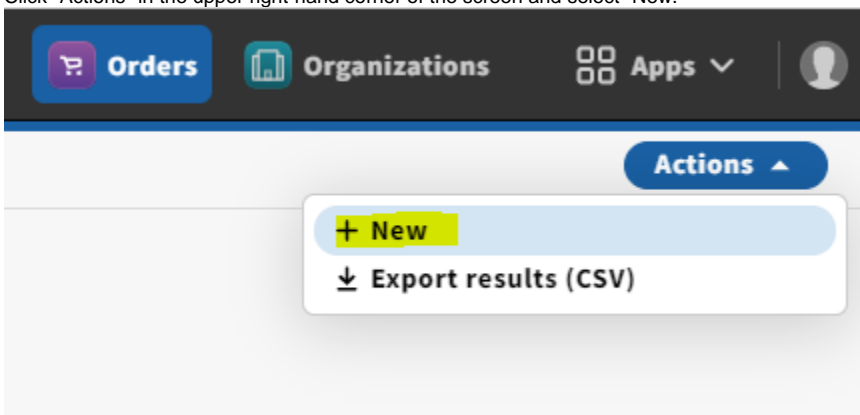 Click "Actions" in the upper right-hand corner of the screen and select "New."
Orders Organizations Apps
Actions
+ New
Export results (CSV)